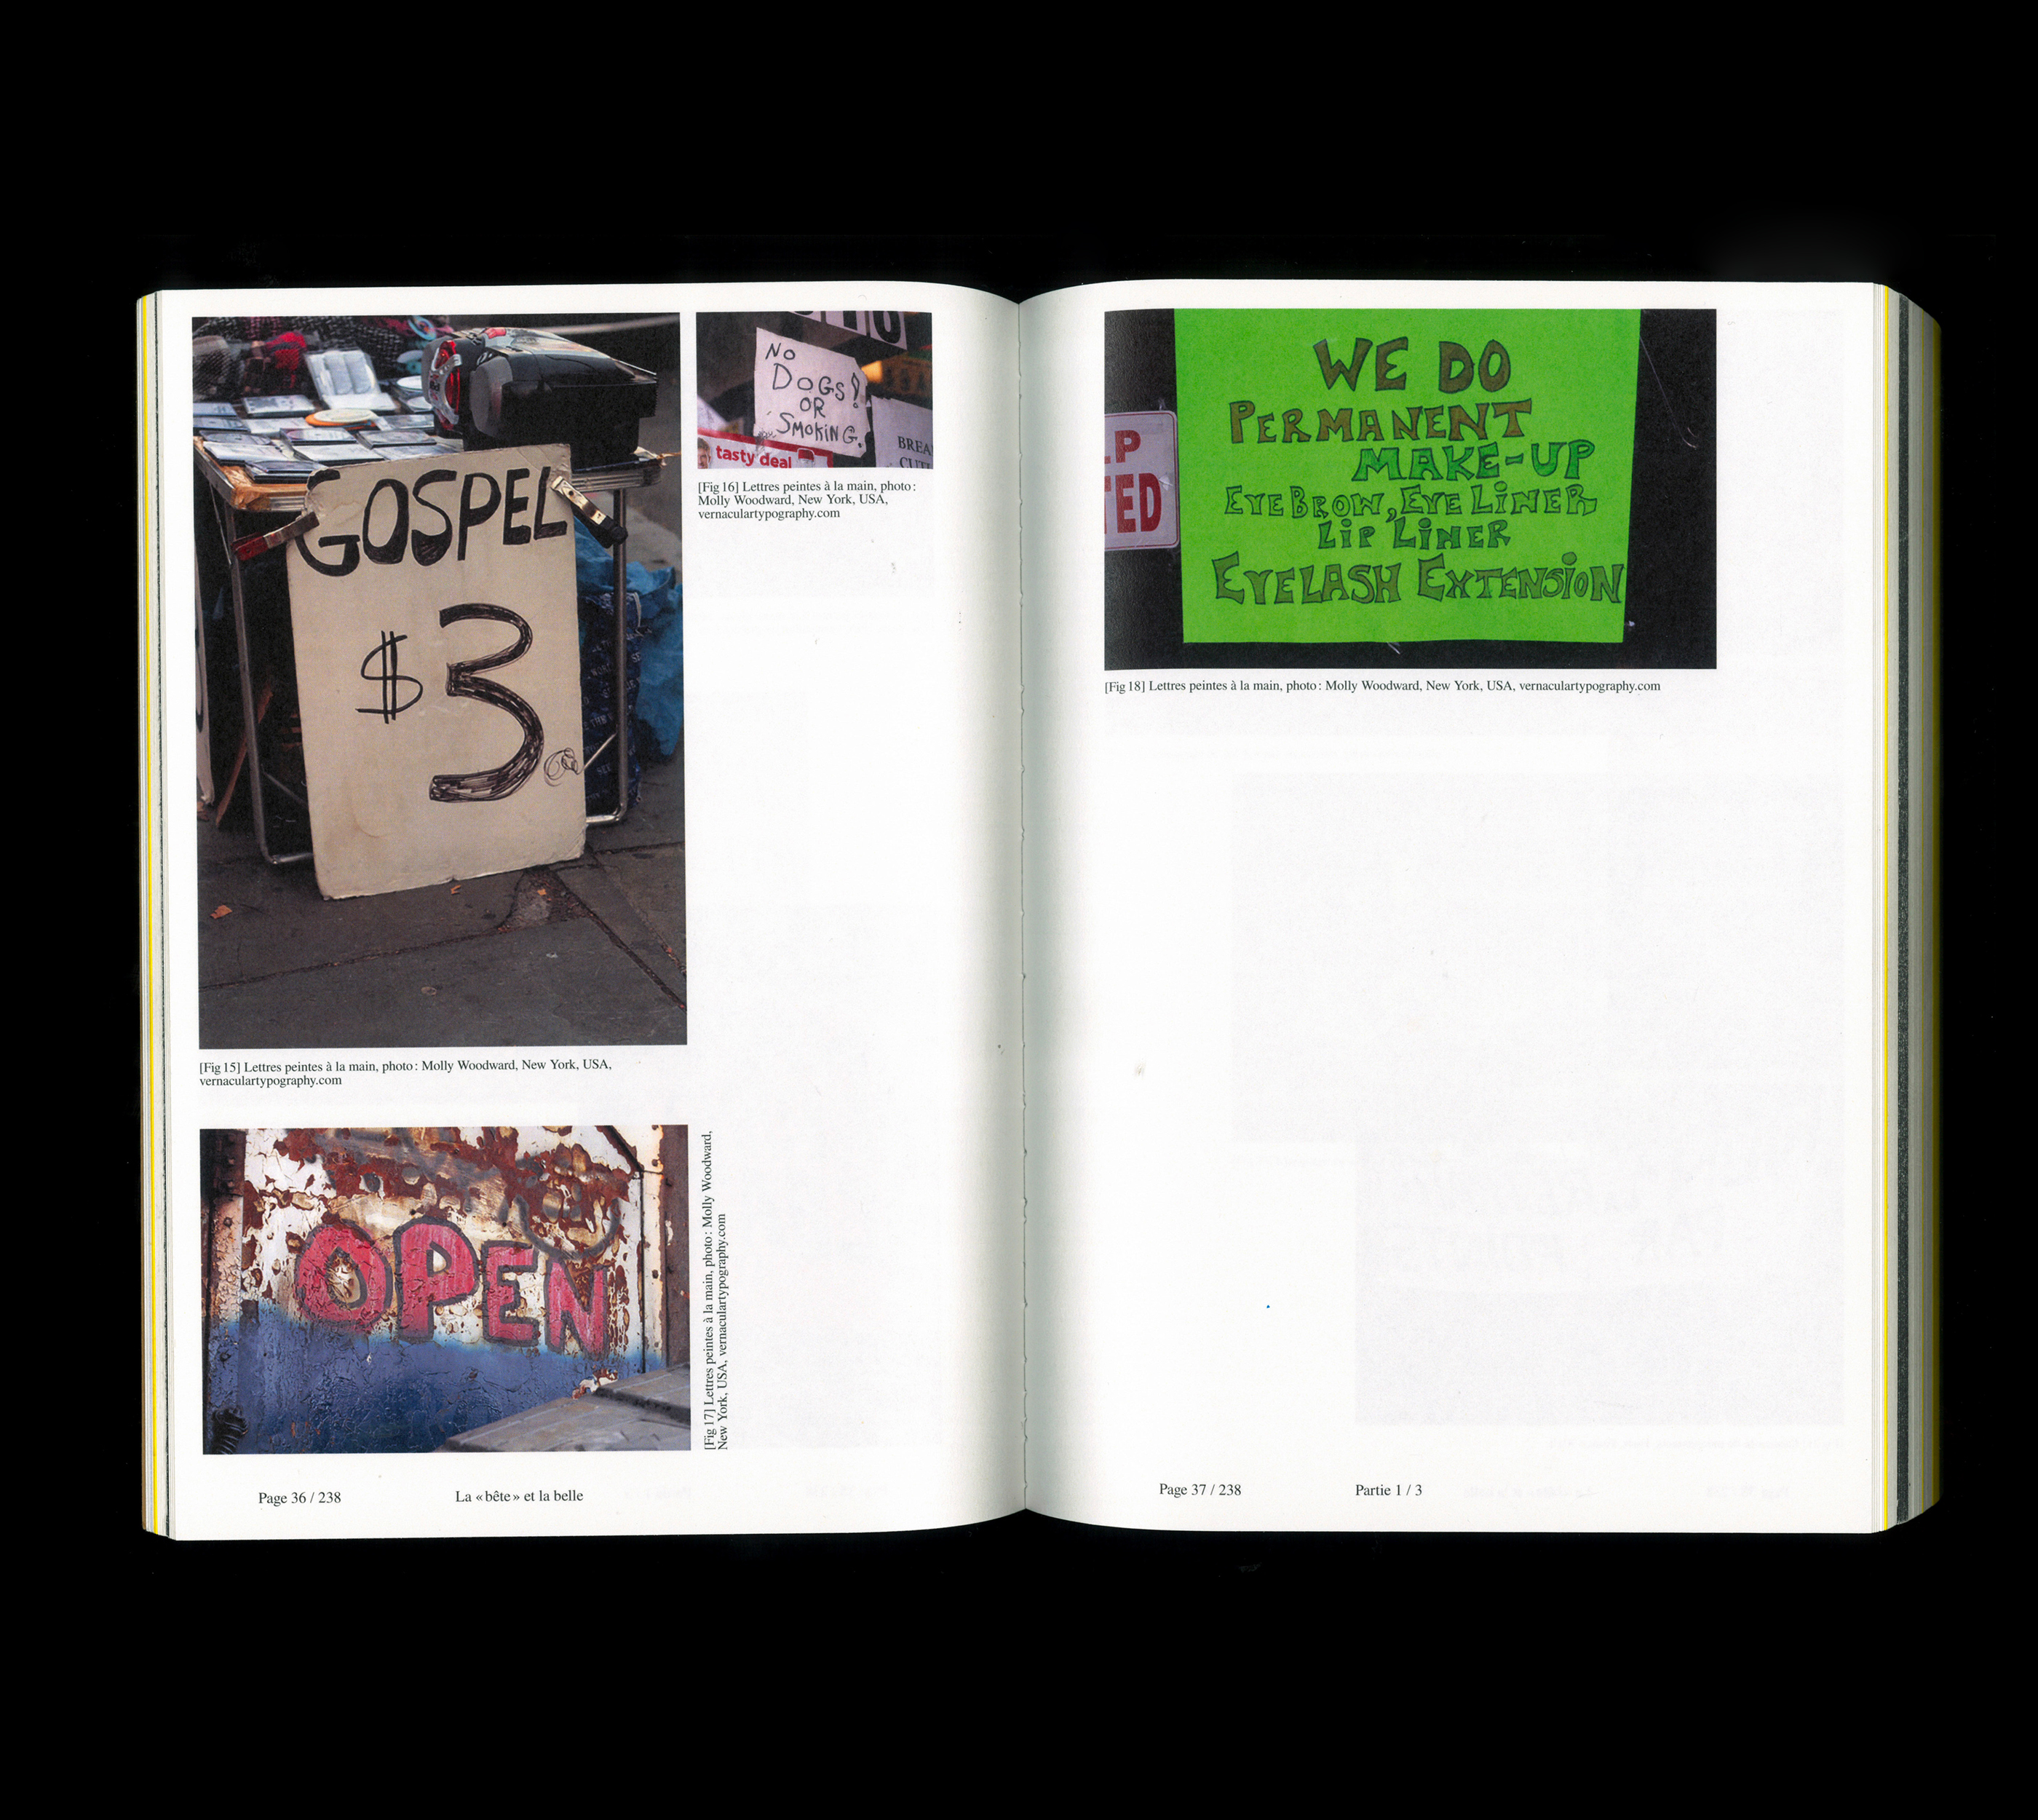 GOSPEL
$3
[Fig 15] Lettres peintes à la main, photo : Molly Woodward, New York, USA,
vernaculartypography.com
NO
DOGS!
OR
SMOKING.
tasty deal
[Fig 16] Lettres peintes à la main, photo :
Molly Woodward, New York, USA,
vernaculartypography.com
OPEN
[Fig 17] Lettres peintes à la main, photo : Molly Woodward,
New York, USA, vernaculartypography.com
Page 36 / 238
La « bête » et la belle
WE DO
PERMANENT
MAKE-UP
EYEBROW, EYE LiNER
LiP LiNER
EYELASH EXTENSiON
P
TED
[Fig 18] Lettres peintes à la main, photo : Molly Woodward, New York, USA, vernaculartypography.com
Page 37 / 238
Partie 1 / 3